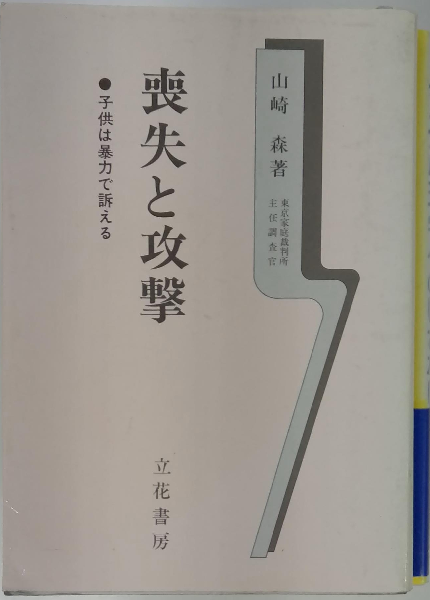 山崎 森著
東京家庭裁判所
主任調査官
喪失と攻撃
●子供は暴力で訴える
立花書房